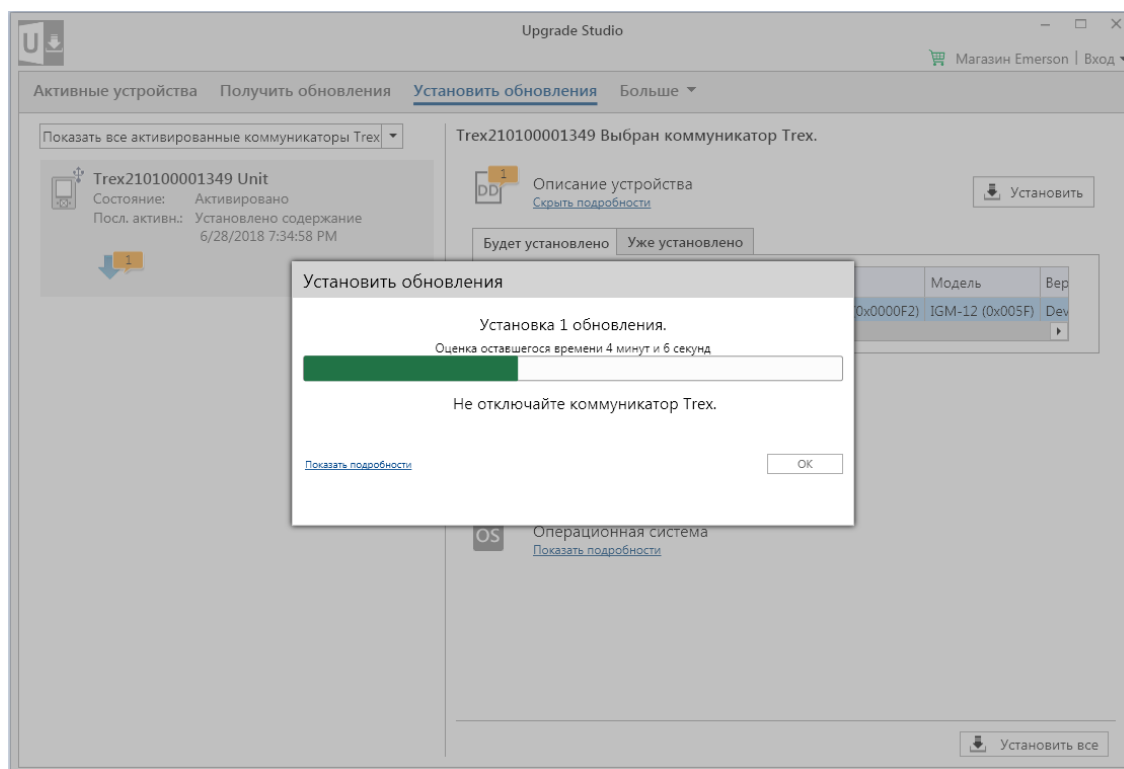 Upgrade Studio
U
Магазин Emerson | Вход
Активные устройства Получить обновления Установить обновления Больше
Показать все активированные коммуникаторы Trex
Trex210100001349 Unit
Состояние: Активировано
Посл. активн.: Установлено содержание
6/28/2018 7:34:58 PM
1
Trex210100001349 Выбран коммуникатор Trex.
1
DD
Описание устройства
Скрыть подробности
Установить
Будет установлено Уже установлено
Модель Вер
(0x0000F2) IGM-12 (0x005F) Dev
Установить обновления
Установка 1 обновления.
Оценка оставшегося времени 4 минут и 6 секунд
Не отключайте коммуникатор Trex.
Показать подробности
OK
OS
Операционная система
Показать подробности
Установить все